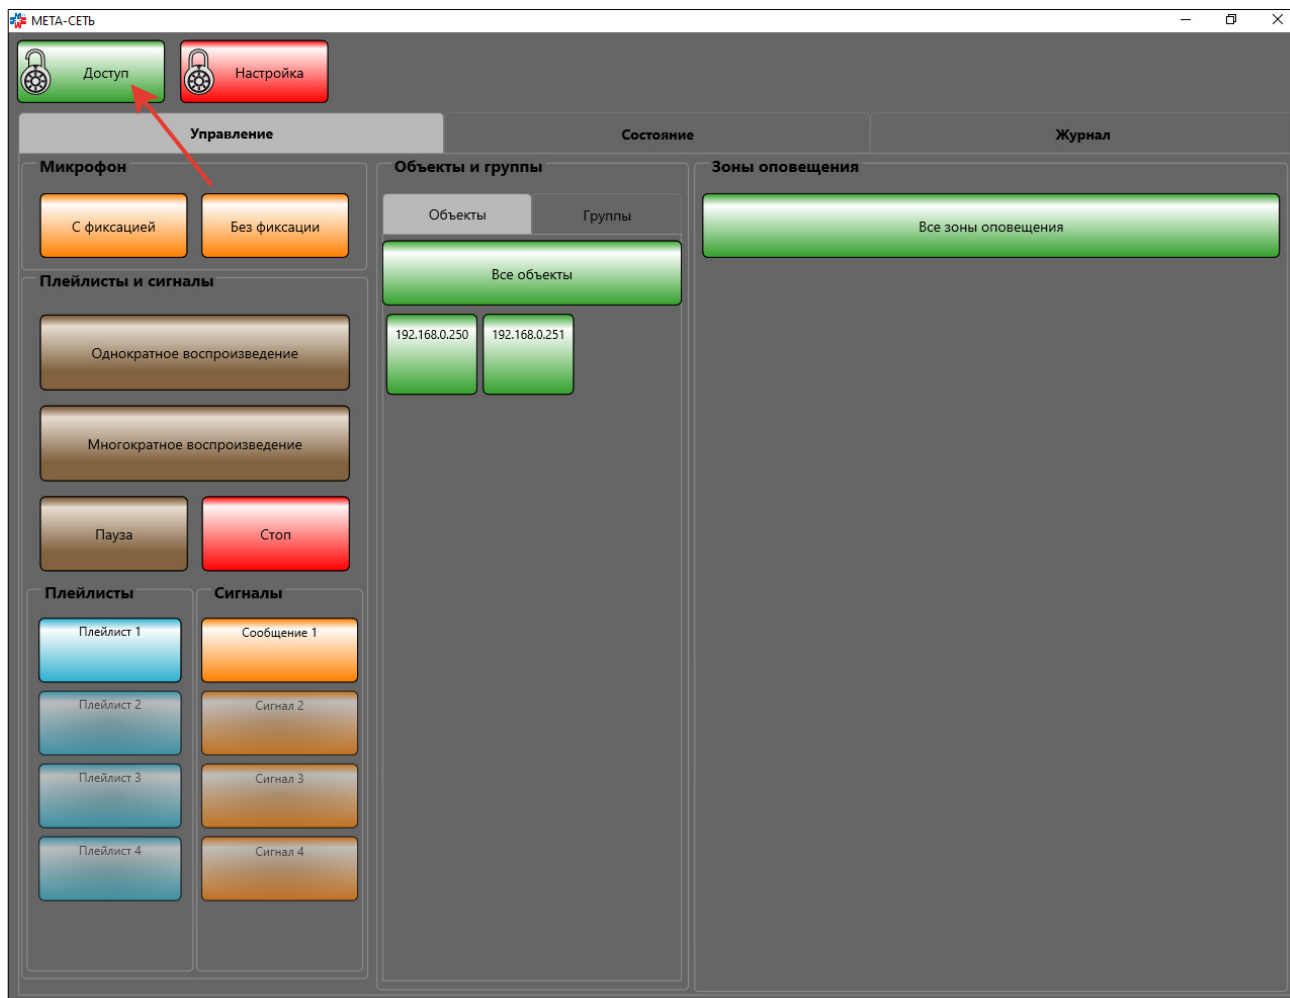 МЕТА-СЕТЬ
Доступ
Настройка
Управление
Состояние
Журнал
Микрофон
С фиксацией
Без фиксации
Плейлисты и сигналы
Однократное воспроизведение
Многократное воспроизведение
Пауза
Стоп
Плейлисты
Сигналы
Плейлист 1
Сообщение 1
Плейлист 2
Сигнал 2
Плейлист 3
Сигнал 3
Плейлист 4
Сигнал 4
Объекты и группы
Объекты
Группы
Все объекты
192.168.0.250
192.168.0.251
Зоны оповещения
Все зоны оповещения